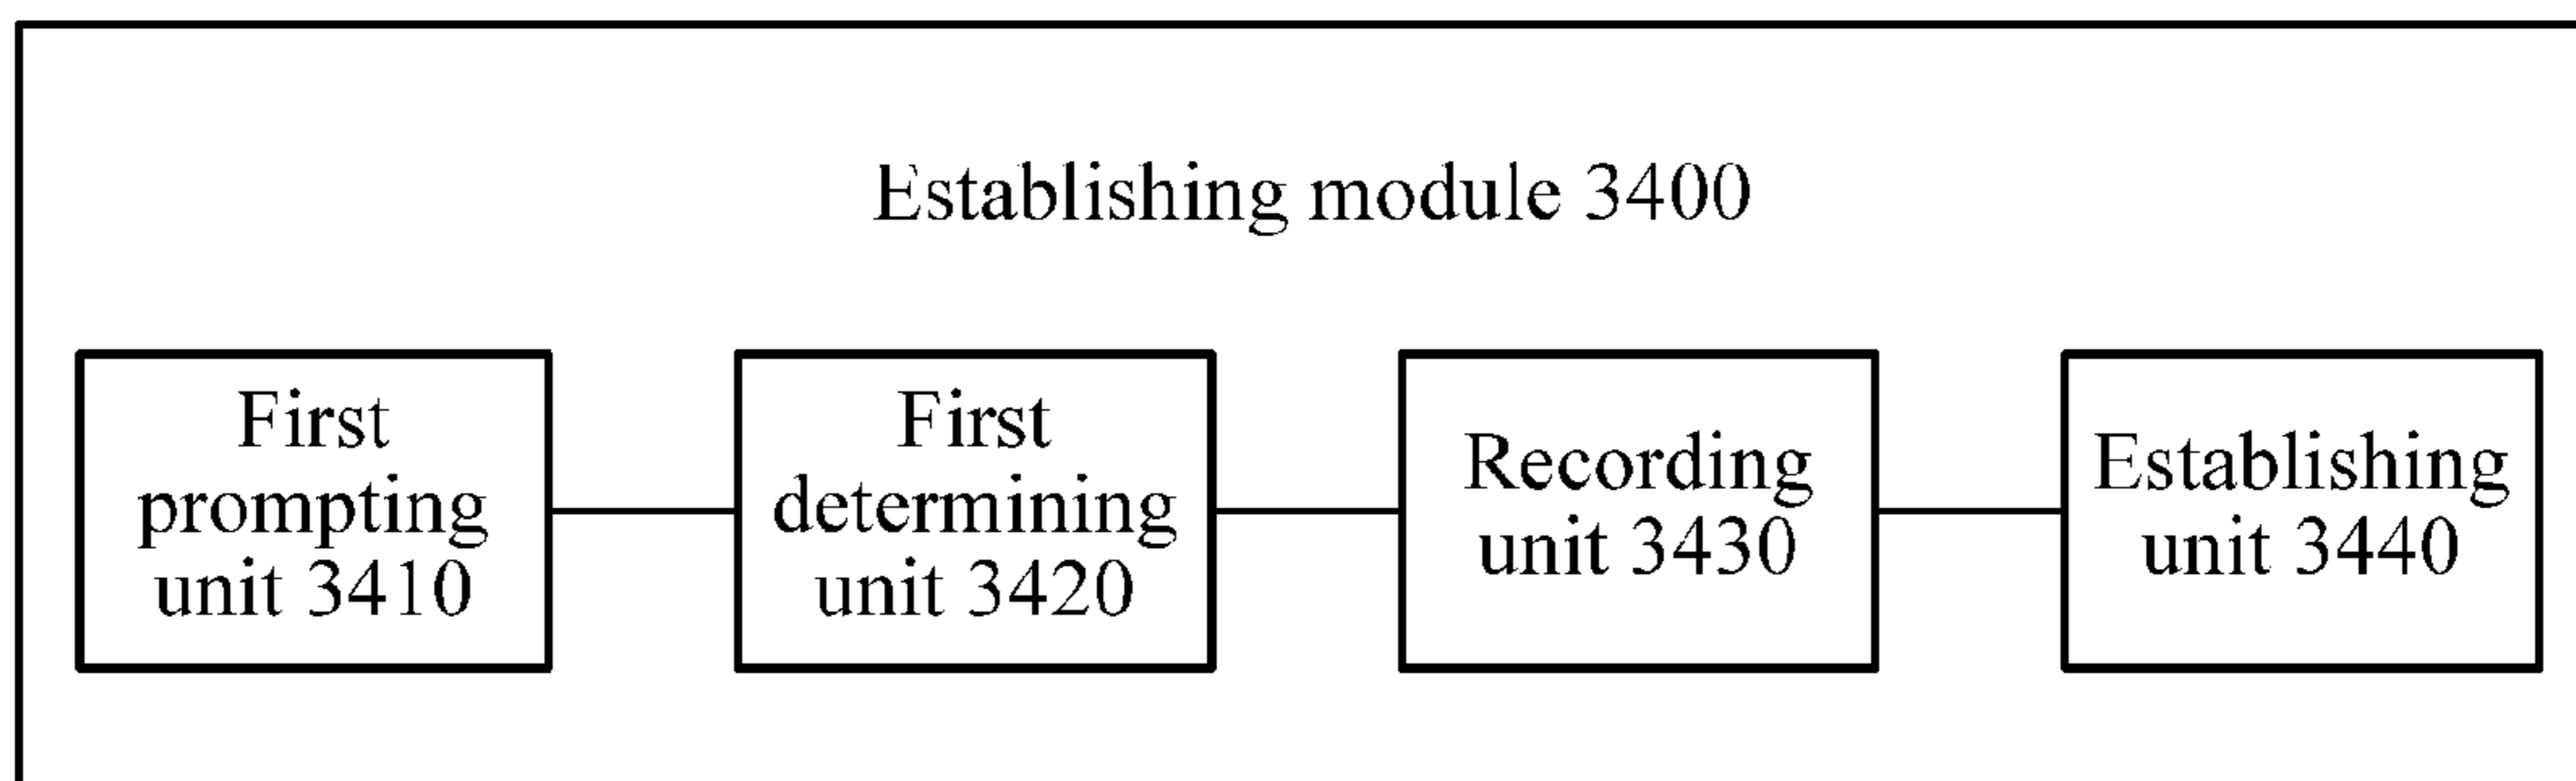 Establishing module 3400
First
prompting
unit 3410
First
determining
unit 3420
Recording
unit 3430
Establishing
unit 3440